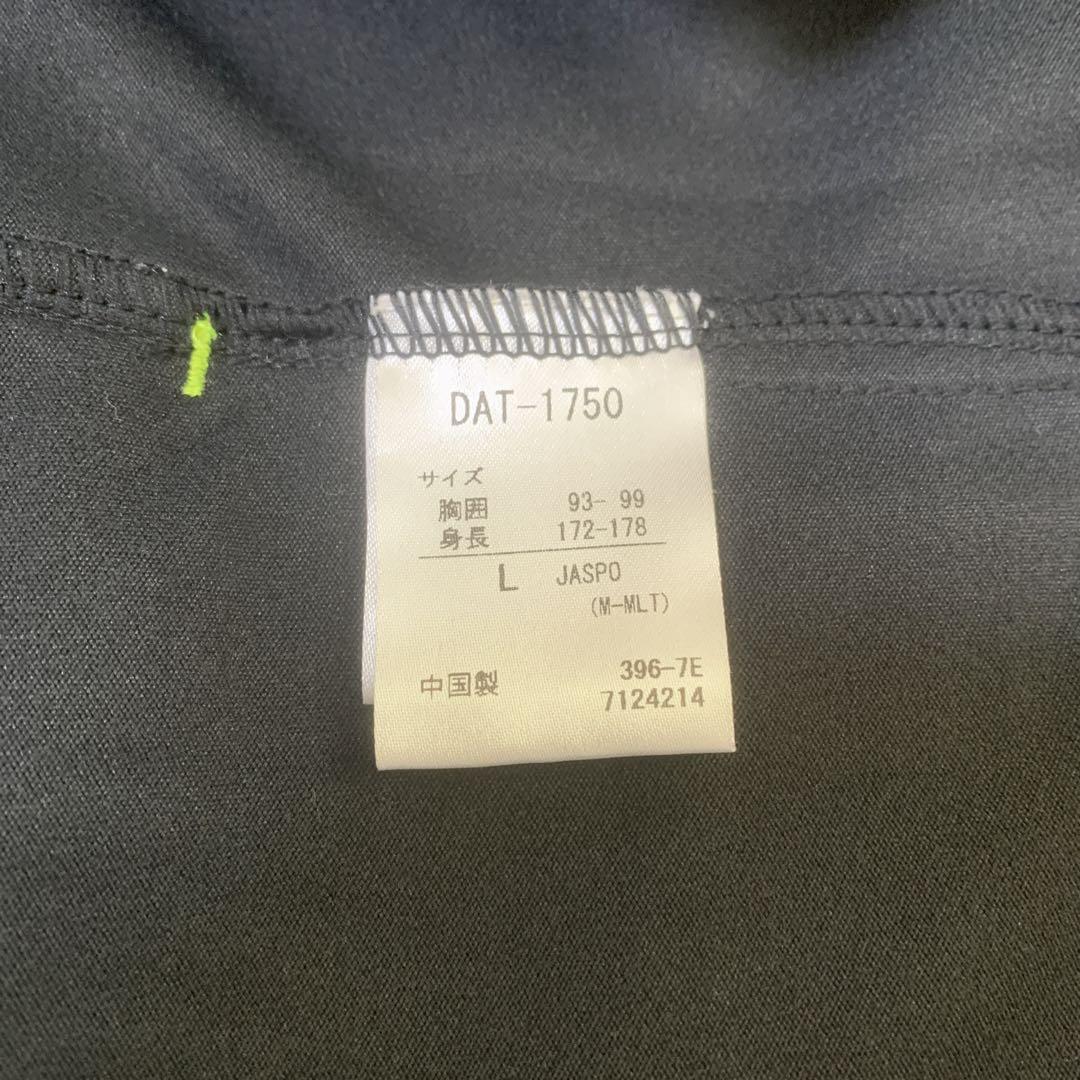 DAT-1750
サイズ
胸囲 93- 99
身長 172-178
L JASPO
(M-MLT)
396-7E
中国製 7124214